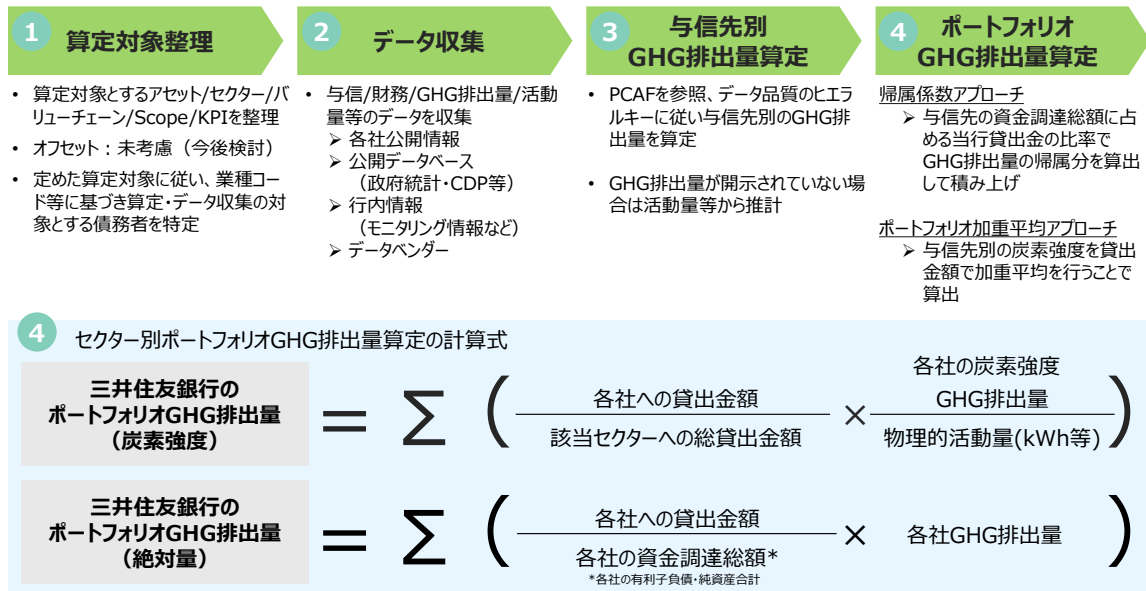 1
算定対象整理
・ 算定対象とするアセット/セクター/バ
リューチェーン/Scope/KPIを整理
・ オフセット：未考慮（今後検討）
・ 定めた算定対象に従い、業種コー
ド等に基づき算定・データ収集の対
象とする債務者を特定
2
データ収集
・ 与信/財務/GHG排出量/活動
量等のデータを収集
➢ 各社公開情報
➢ 公開データベース
（政府統計・CDP等）
➢ 行内情報
（モニタリング情報など）
➢ データベンダー
3
与信先別
GHG排出量算定
・ PCAFを参照、データ品質のヒエラ
ルキーに従い与信先別のGHG排
出量を算定
・ GHG排出量が開示されていない場
合は活動量等から推計
4
ポートフォリオ
GHG排出量算定
帰属係数アプローチ
➢ 与信先の資金調達総額に占
める当行貸出金の比率で
GHG排出量の帰属分を算出
して積み上げ
ポートフォリオ加重平均アプローチ
➢ 与信先別の炭素強度を貸出
金額で加重平均を行うことで
算出
4
セクター別ポートフォリオGHG排出量算定の計算式
三井住友銀行の
ポートフォリオGHG排出量
（炭素強度）
＝ Σ (
各社への貸出金額
該当セクターへの総貸出金額
×
各社の炭素強度
GHG排出量
物理的活動量(kWh等)
)
三井住友銀行の
ポートフォリオGHG排出量
（絶対量）
＝ Σ (
各社への貸出金額
各社の資金調達総額*
*各社の有利子負債・純資産合計
×
各社GHG排出量
)